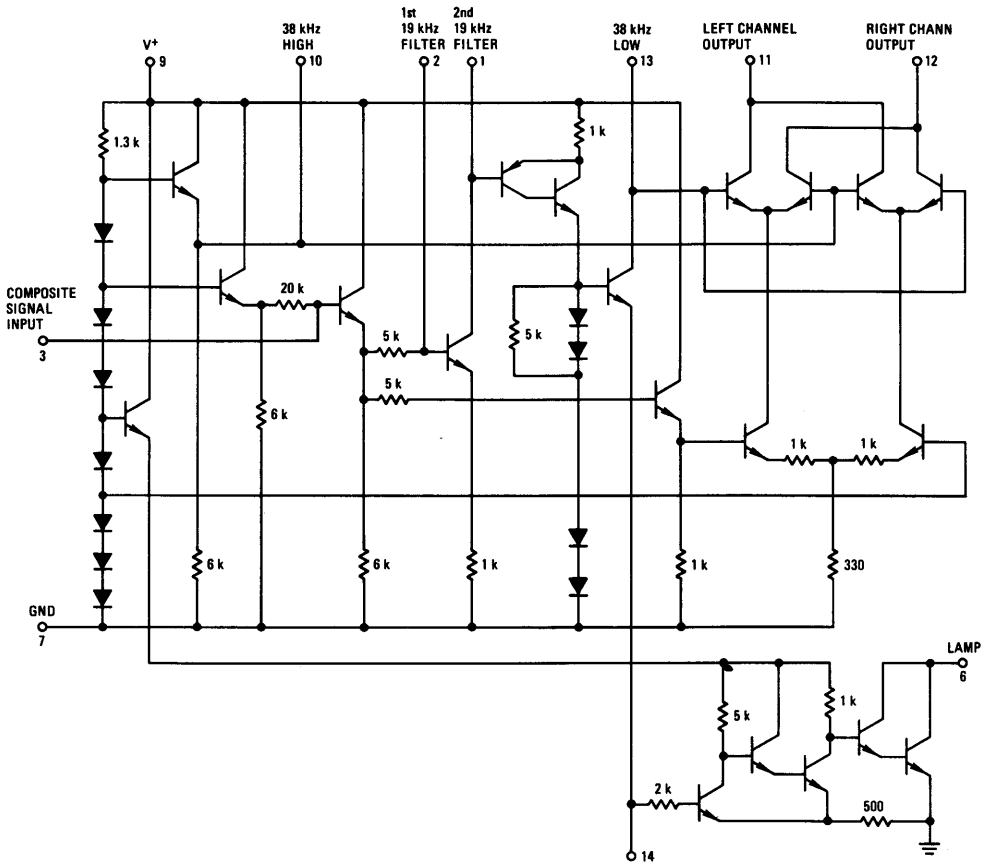 V+
9
38 kHz
HIGH
10
1st
19 kHz
FILTER
2
2nd
19 kHz
FILTER
1
38 kHz
LOW
13
LEFT CHANNEL
OUTPUT
11
RIGHT CHANN
OUTPUT
12
1.3 k
1 k
COMPOSITE
SIGNAL
INPUT
3
20 k
5 k
5 k
5 k
6 k
1 k
1 k
6 k
6 k
1 k
1 k
330
GND
7
LAMP
6
5 k
1 k
2 k
500
14